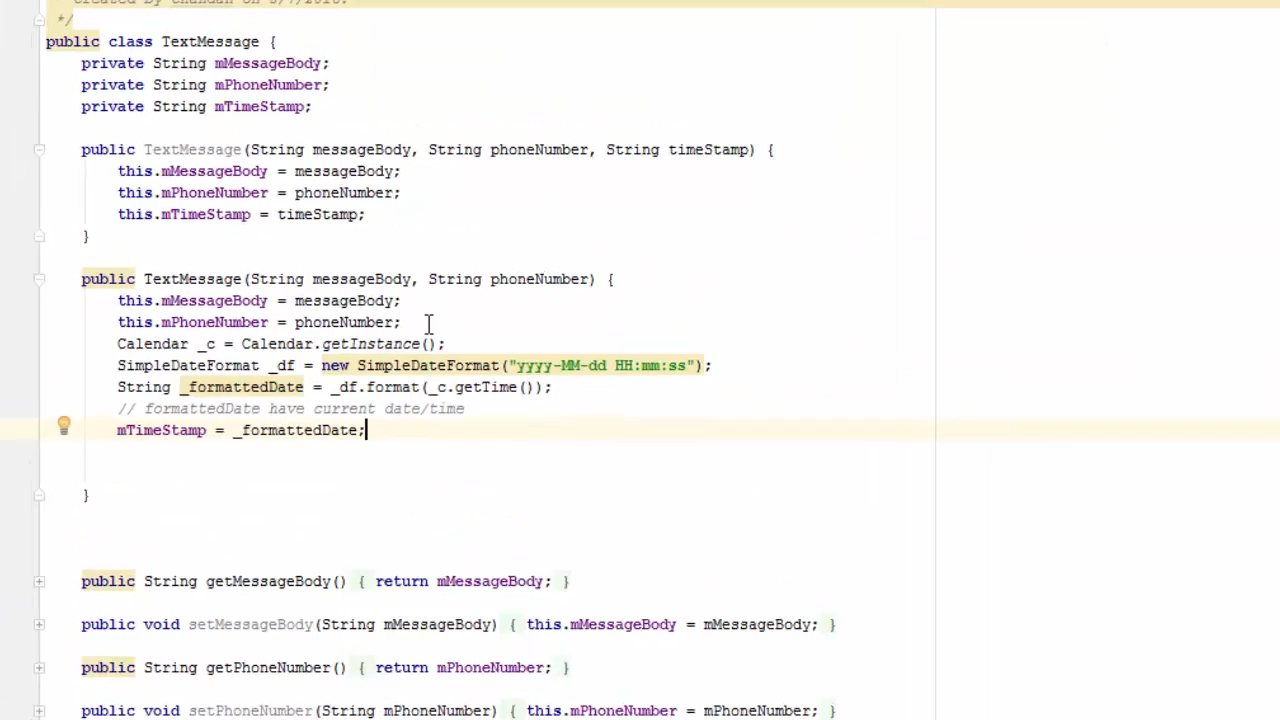 created by chandan on
*/
public class TextMessage {
private String mMessageBody;
private String mPhoneNumber;
private String mTimeStamp;
public TextMessage(String messageBody, String phoneNumber, String timeStamp) {
this.mMessageBody = messageBody;
this.mPhoneNumber = phoneNumber;
this.mTimeStamp = timeStamp;
}
public TextMessage(String messageBody, String phoneNumber) {
this.mMessageBody = messageBody;
this.mPhoneNumber = phoneNumber;
Calendar _c = Calendar.getInstance();
SimpleDateFormat _df = new SimpleDateFormat("yyyy-MM-dd HH:mm:ss");
String _formattedDate = _df.format(_c.getTime());
// formattedDate have current date/time
mTimeStamp = _formattedDate;
}
public String getMessageBody() { return mMessageBody; }
public void setMessageBody(String mMessageBody) { this.mMessageBody = mMessageBody; }
public String getPhoneNumber() { return mPhoneNumber; }
public void setPhoneNumber(String mPhoneNumber) { this.mPhoneNumber = mPhoneNumber; }